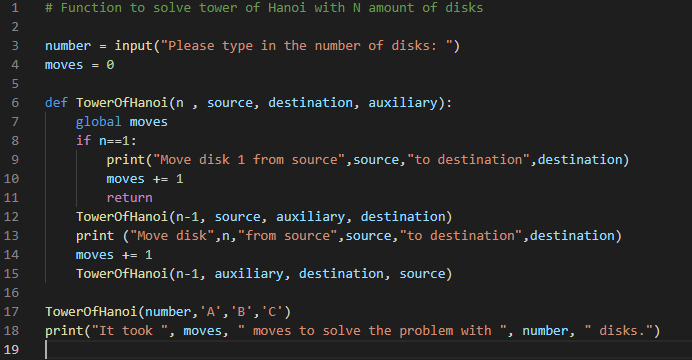 1 # Function to solve tower of Hanoi with N amount of disks
2
3 number = input("Please type in the number of disks: ")
4 moves = 0
5
6 def TowerOfHanoi(n , source, destination, auxiliary):
7     global moves
8     if n==1:
9         print("Move disk 1 from source",source,"to destination",destination)
10         moves += 1
11         return
12     TowerOfHanoi(n-1, source, auxiliary, destination)
13     print ("Move disk",n,"from source",source,"to destination",destination)
14     moves += 1
15     TowerOfHanoi(n-1, auxiliary, destination, source)
16
17 TowerOfHanoi(number,'A','B','C')
18 print("It took ", moves, " moves to solve the problem with ", number, " disks.")
19